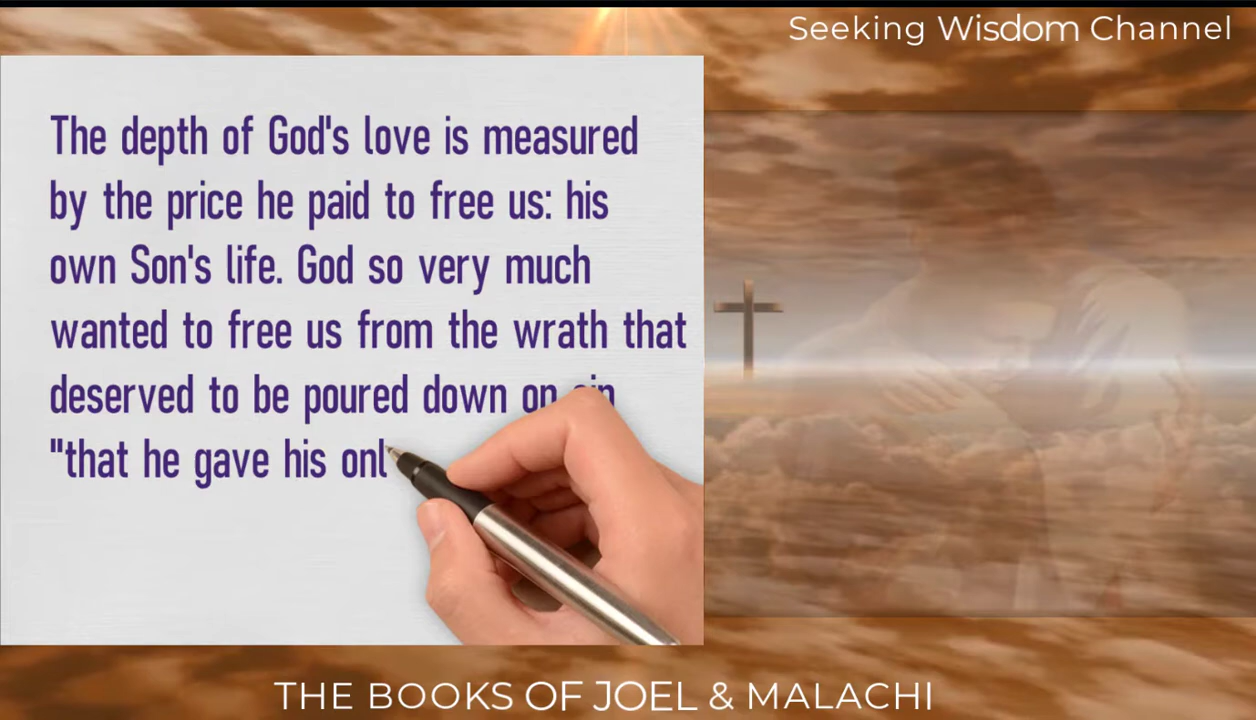 Seeking Wisdom Channel
The depth of God's love is measured
by the price he paid to free us: his
own Son's life. God so very much
wanted to free us from the wrath that
deserved to be poured down on sin
"that he gave his onl
THE BOOKS OF JOEL & MALACHI